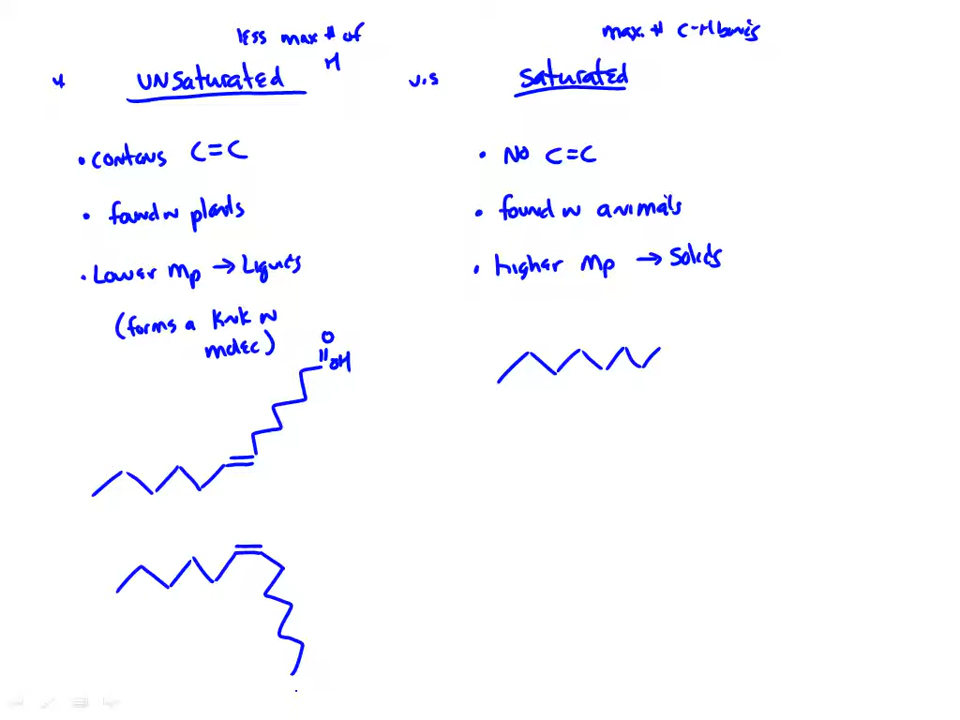 less max # of
H
max. # C-H bonds
* UNSaturated
v.s
Saturated
• contains C=C
• No C=C
• found in plants
• found in animals
• Lower Mp → Liquids
• higher Mp → Solids
(forms a kink in
molec)
O
OH